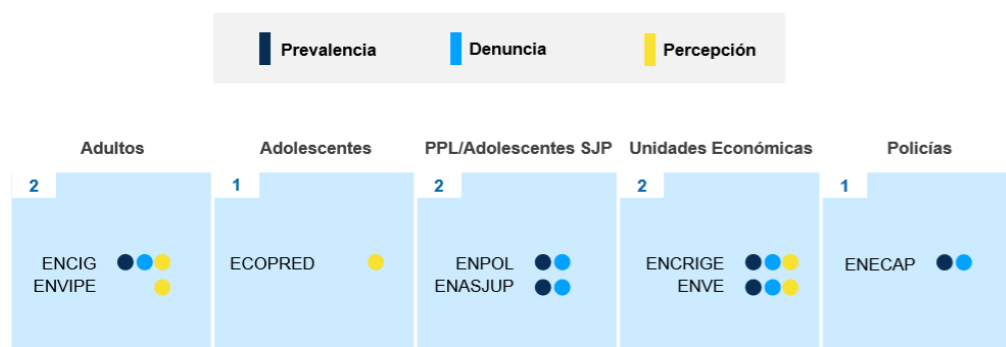 Prevalencia Denuncia Percepción
Adultos Adolescentes PPL/Adolescentes SJP Unidades Económicas Policías
2 1 2 2 1
ENCIG ECOPRED ENPOL ENCRIGE ENECAP
ENVIPE ENASJUP ENVE